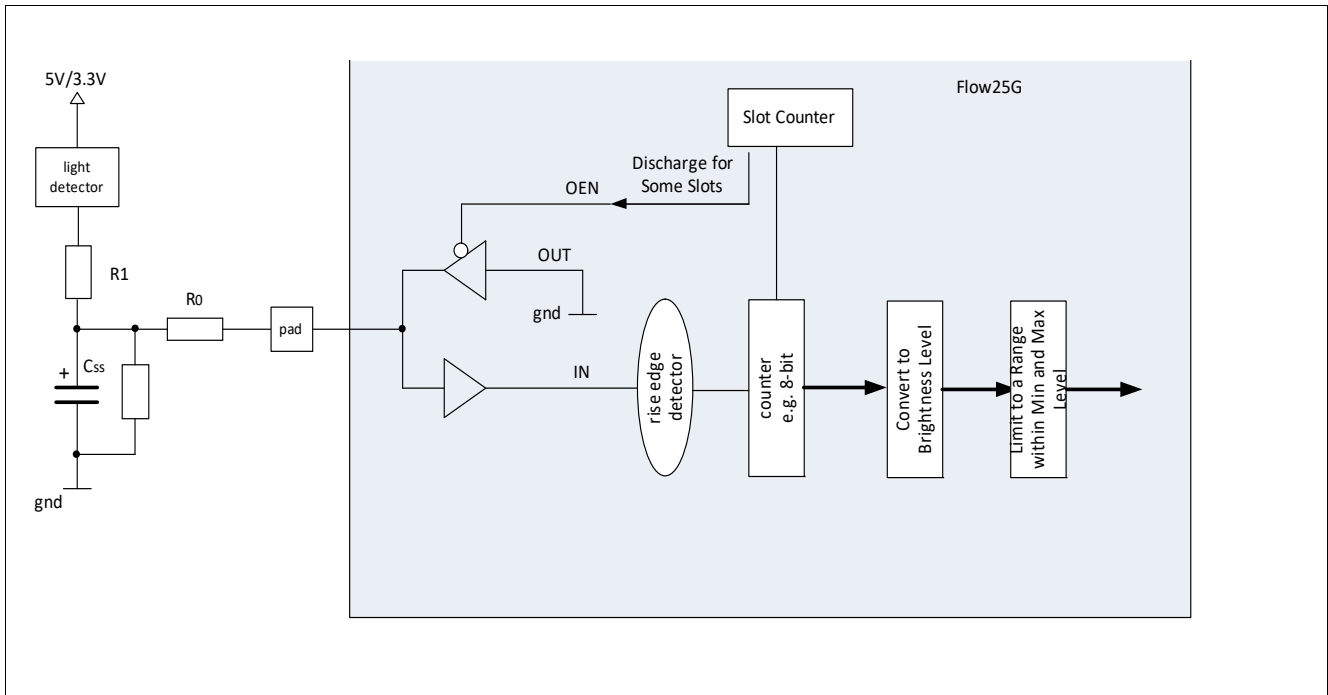 5V/3.3V
light
detector
R1
R0
pad
+
Css
gnd
Flow25G
Slot Counter
Discharge for
Some Slots
OEN
OUT
gnd
IN
rise edge
detector
counter
e.g. 8-bit
Convert to
Brightness Level
Limit to a Range
within Min and Max
Level